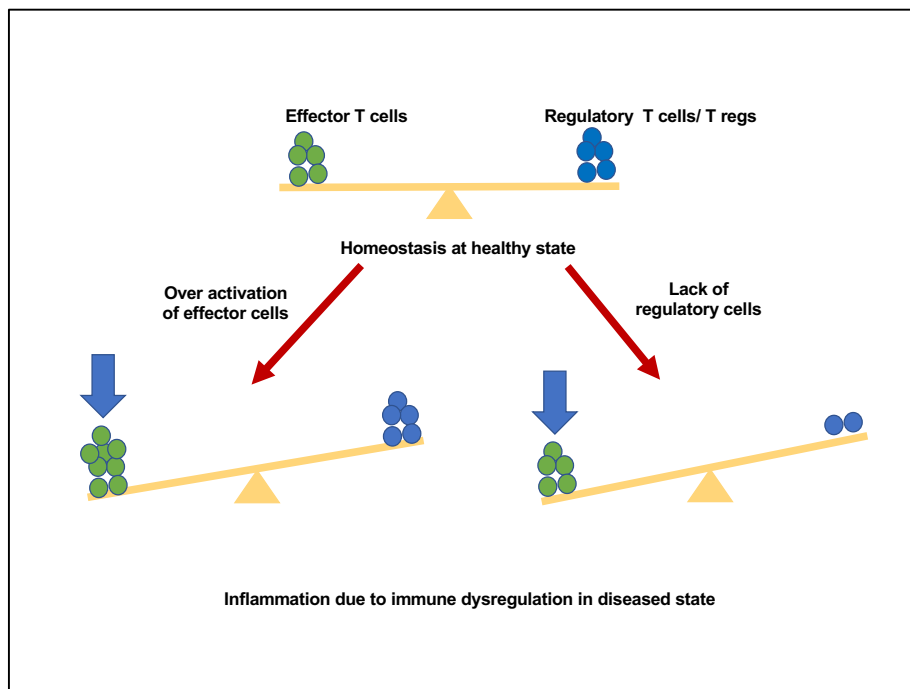 Effector T cells
Regulatory T cells/ T regs
Homeostasis at healthy state
Over activation
of effector cells
Lack of
regulatory cells
Inflammation due to immune dysregulation in diseased state